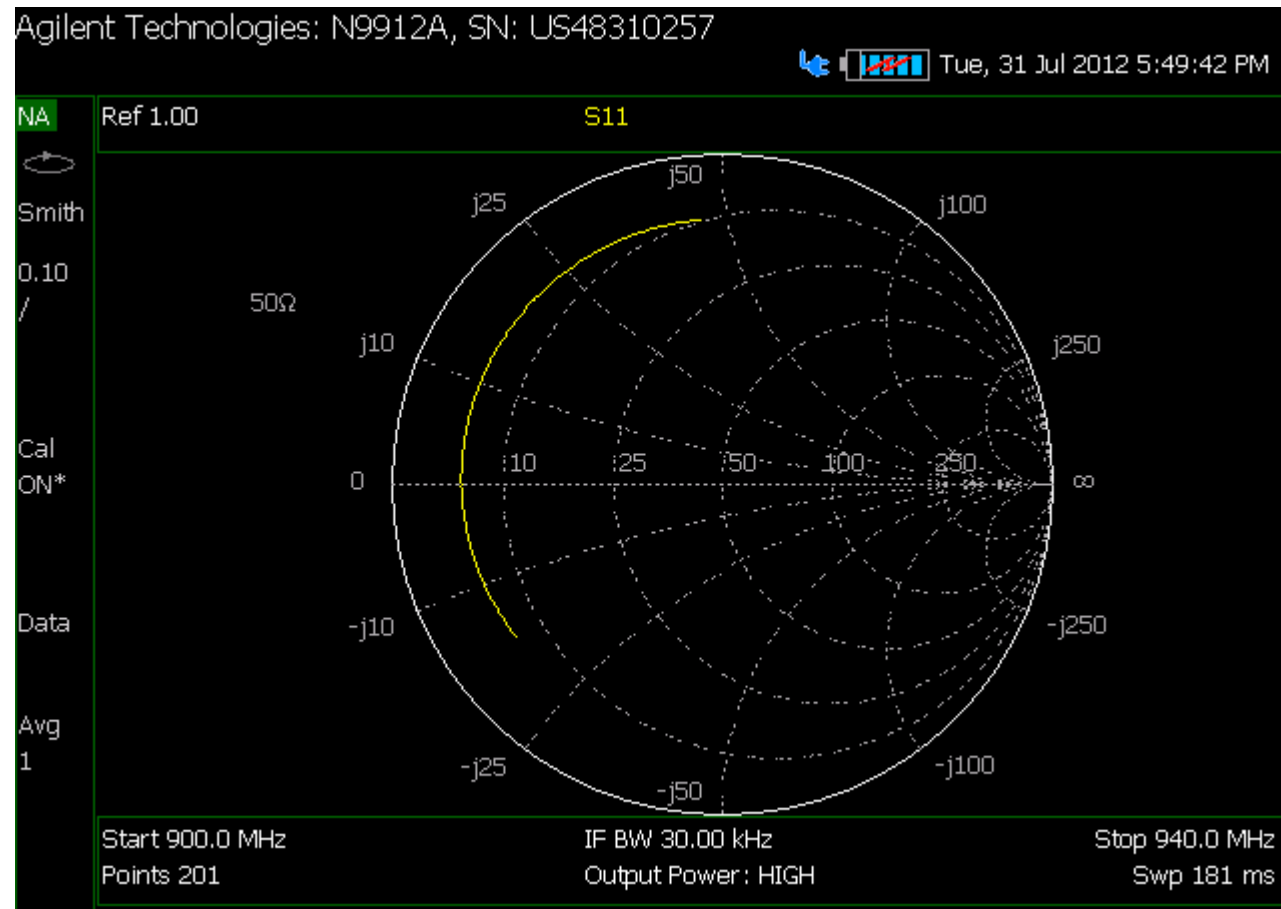 Agilent Technologies: N9912A, SN: US48310257
Tue, 31 Jul 2012 5:49:42 PM
NA
Ref 1.00
S11
Smith
0.10
/
Cal
ON*
Data
Avg
1
j50
j25
j100
50Ω
j10
j250
0
10
25
50
100
250
∞
-j10
-j250
-j25
-j100
-j50
Start 900.0 MHz
IF BW 30.00 kHz
Stop 940.0 MHz
Points 201
Output Power: HIGH
Swp 181 ms